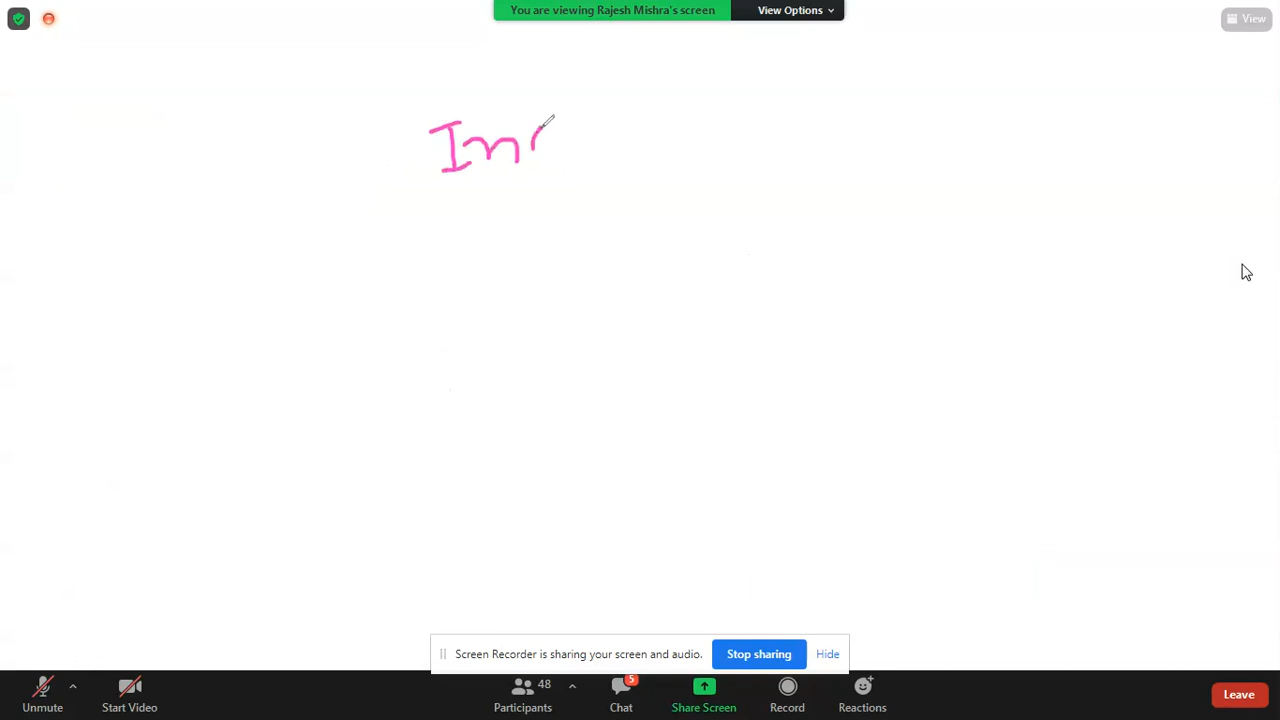 You are viewing Rajesh Mishra's screen
View Options
View
In
Screen Recorder is sharing your screen and audio.
Stop sharing
Hide
Unmute
Start Video
48
Participants
5
Chat
Share Screen
Record
Reactions
Leave